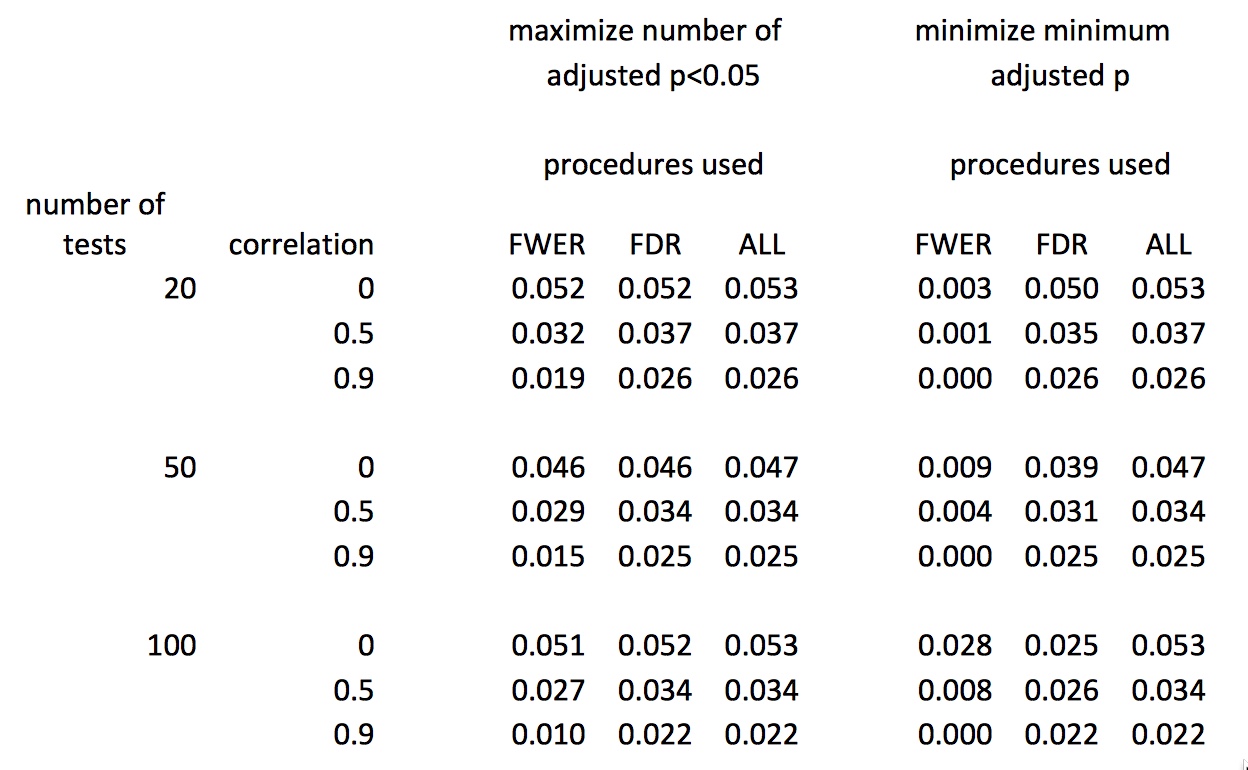 maximize number of minimize minimum
adjusted p<0.05 adjusted p
procedures used procedures used
number of
tests correlation FWER FDR ALL FWER FDR ALL
20 0 0.052 0.052 0.053 0.003 0.050 0.053
0.5 0.032 0.037 0.037 0.001 0.035 0.037
0.9 0.019 0.026 0.026 0.000 0.026 0.026
50 0 0.046 0.046 0.047 0.009 0.039 0.047
0.5 0.029 0.034 0.034 0.004 0.031 0.034
0.9 0.015 0.025 0.025 0.000 0.025 0.025
100 0 0.051 0.052 0.053 0.028 0.025 0.053
0.5 0.027 0.034 0.034 0.008 0.026 0.034
0.9 0.010 0.022 0.022 0.000 0.022 0.022